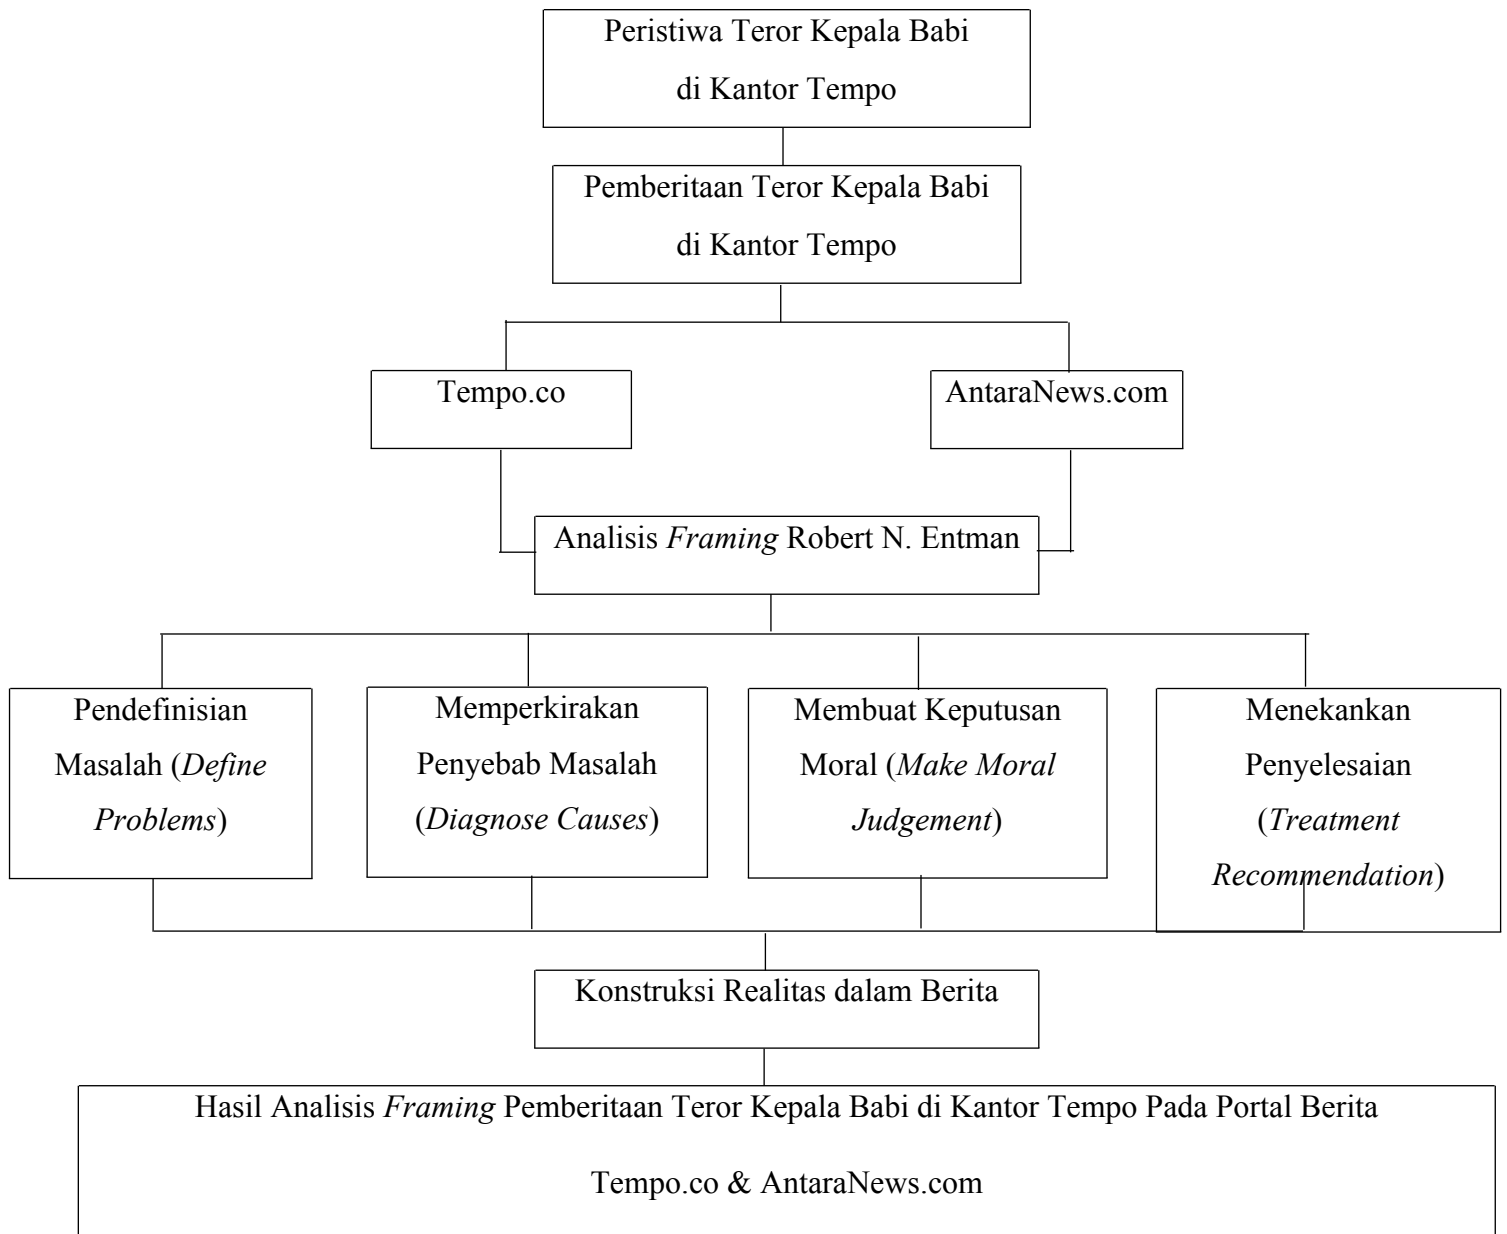 Peristiwa Teror Kepala Babi
di Kantor Tempo
Pemberitaan Teror Kepala Babi
di Kantor Tempo
Tempo.co
AntaraNews.com
Analisis Framing Robert N. Entman
Pendefinisian
Masalah (Define
Problems)
Memperkirakan
Penyebab Masalah
(Diagnose Causes)
Membuat Keputusan
Moral (Make Moral
Judgement)
Menekankan
Penyelesaian
(Treatment
Recommendation)
Konstruksi Realitas dalam Berita
Hasil Analisis Framing Pemberitaan Teror Kepala Babi di Kantor Tempo Pada Portal Berita
Tempo.co & AntaraNews.com